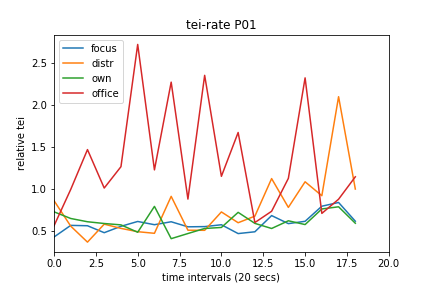 tei-rate P01
focus
distr
own
office
relative tei
2.5
2.0
1.5
1.0
0.5
0.0 2.5 5.0 7.5 10.0 12.5 15.0 17.5 20.0
time intervals (20 secs)